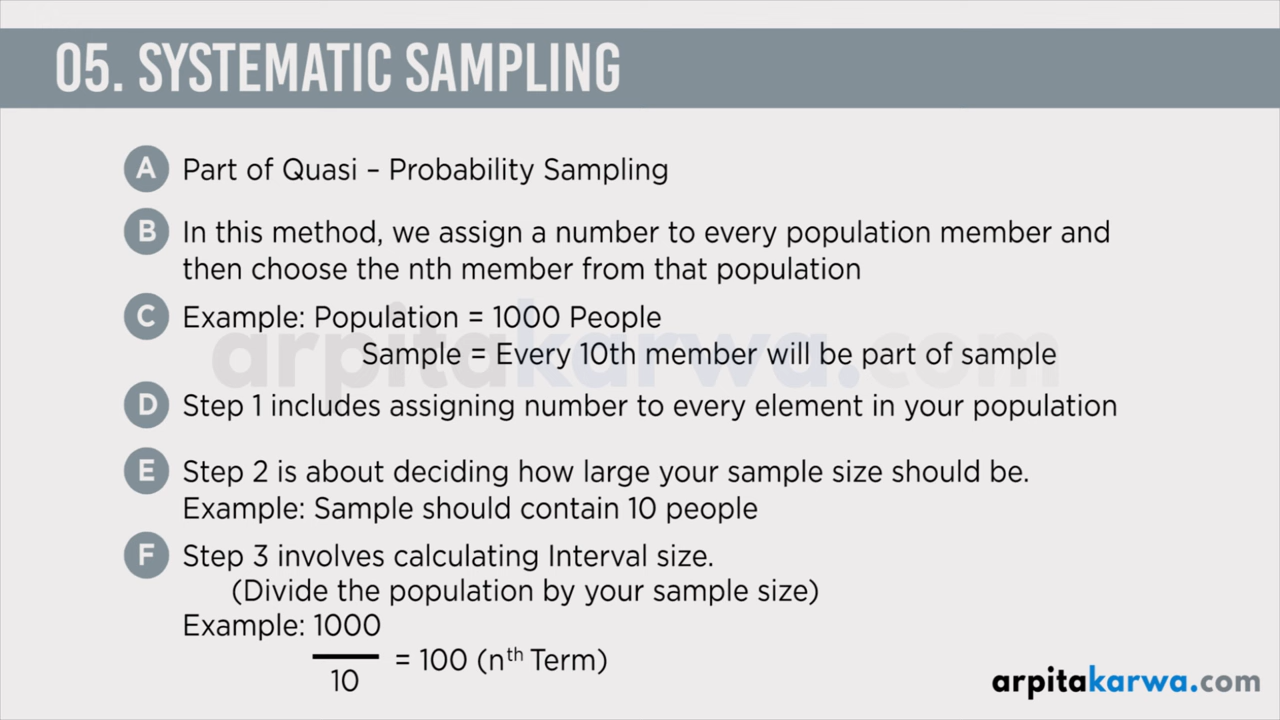 05. SYSTEMATIC SAMPLING
A Part of Quasi – Probability Sampling
B In this method, we assign a number to every population member and
then choose the nth member from that population
C Example: Population = 1000 People
Sample = Every 10th member will be part of sample
arpitakarwa.com
D Step 1 includes assigning number to every element in your population
E Step 2 is about deciding how large your sample size should be.
Example: Sample should contain 10 people
F Step 3 involves calculating Interval size.
(Divide the population by your sample size)
Example: 1000
= 100 (nth Term)
10
arpitakarwa.com